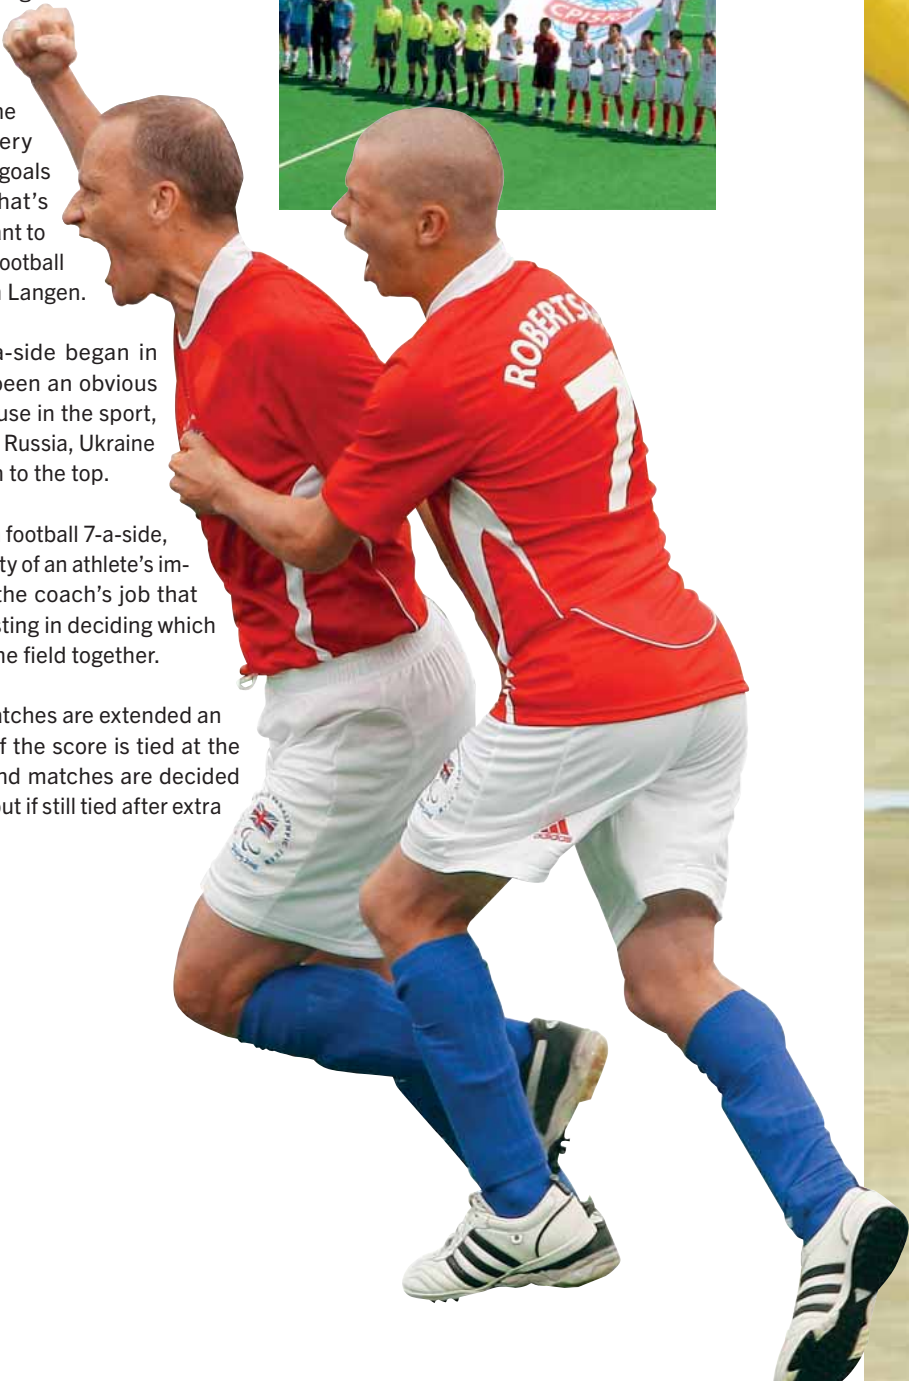 he
ery
goals
hat's
nt to
ootball
Langen.
a-side began in
been an obvious
use in the sport,
Russia, Ukraine
n to the top.
football 7-a-side,
ty of an athlete's im-
the coach's job that
sting in deciding which
he field together.
atches are extended an
f the score is tied at the
nd matches are decided
out if still tied after extra
CPISRA
ROBERTSO
7
adidas